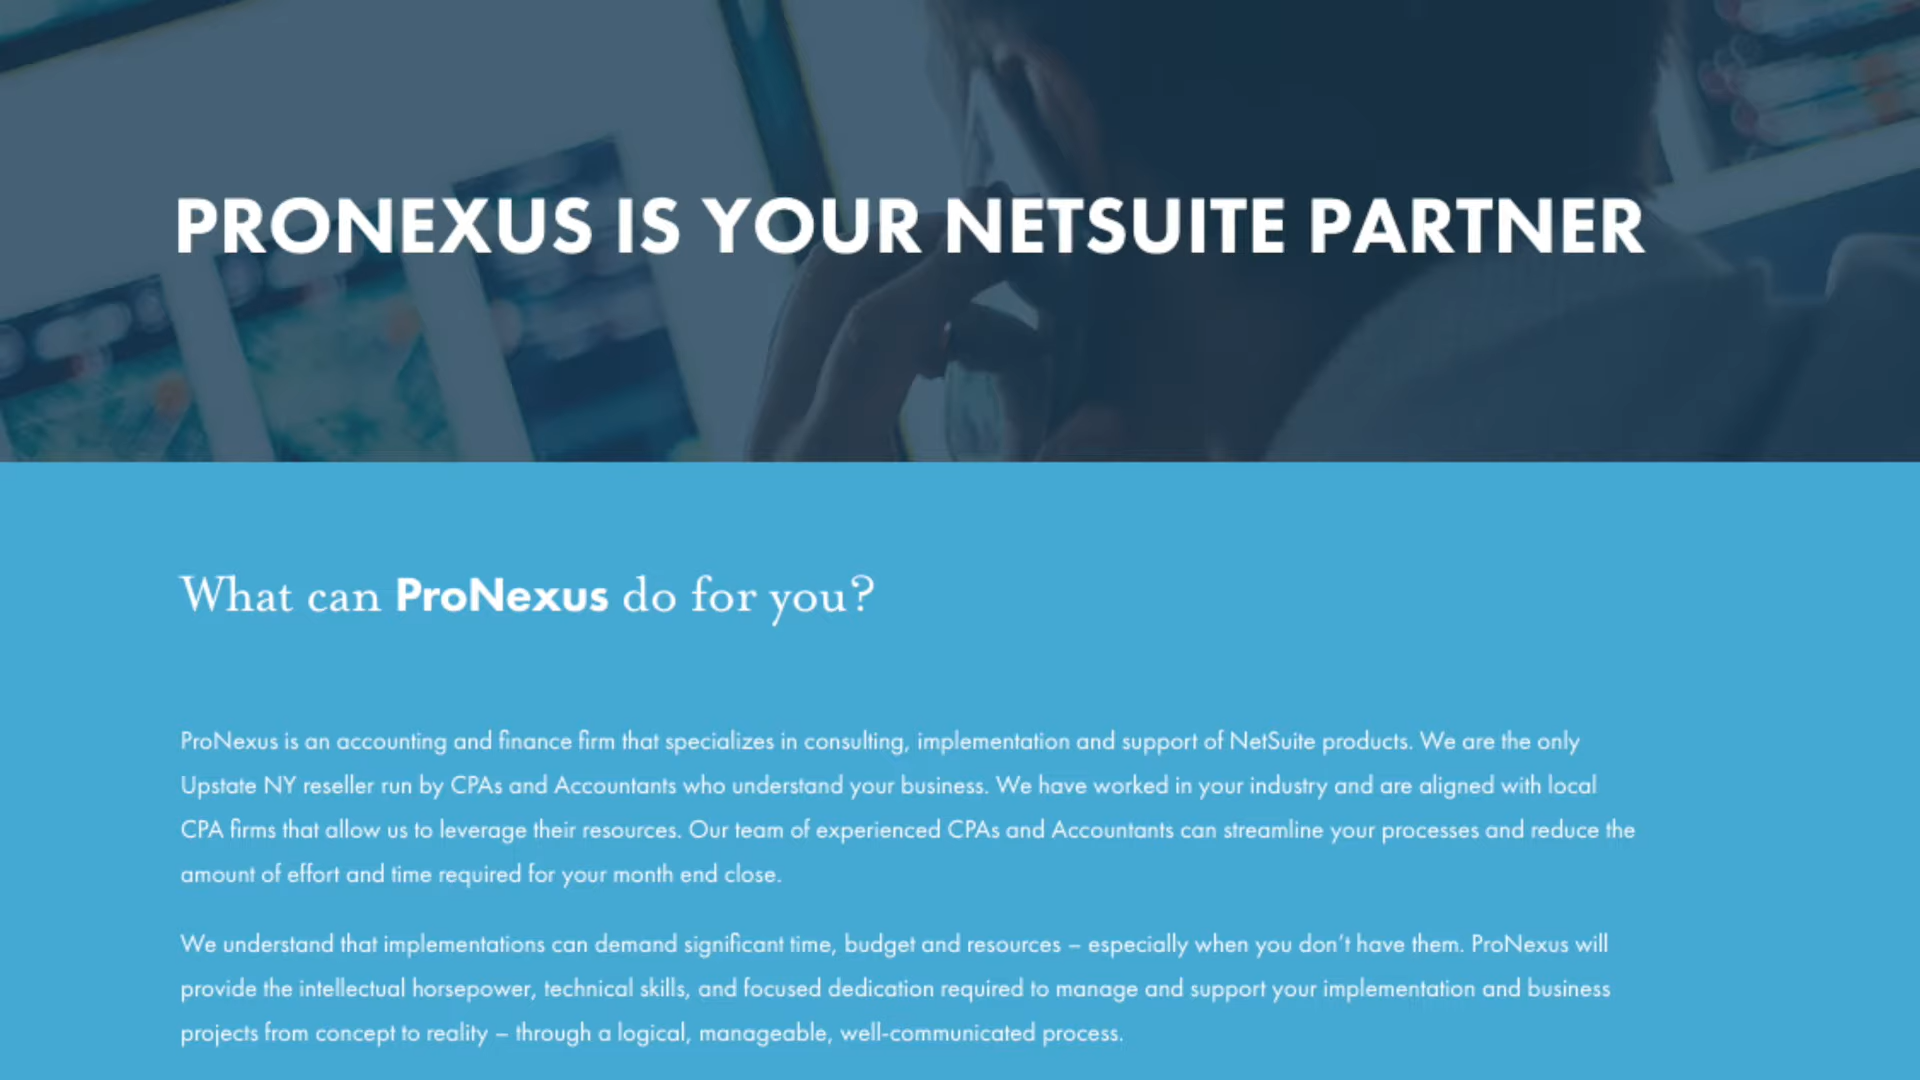 PRONEXUS IS YOUR NETSUITE PARTNER
What can ProNexus do for you?
ProNexus is an accounting and finance firm that specializes in consulting, implementation and support of NetSuite products. We are the only
Upstate NY reseller run by CPAs and Accountants who understand your business. We have worked in your industry and are aligned with local
CPA firms that allow us to leverage their resources. Our team of experienced CPAs and Accountants can streamline your processes and reduce the
amount of effort and time required for your month end close.
We understand that implementations can demand significant time, budget and resources – especially when you don’t have them. ProNexus will
provide the intellectual horsepower, technical skills, and focused dedication required to manage and support your implementation and business
projects from concept to reality – through a logical, manageable, well-communicated process.